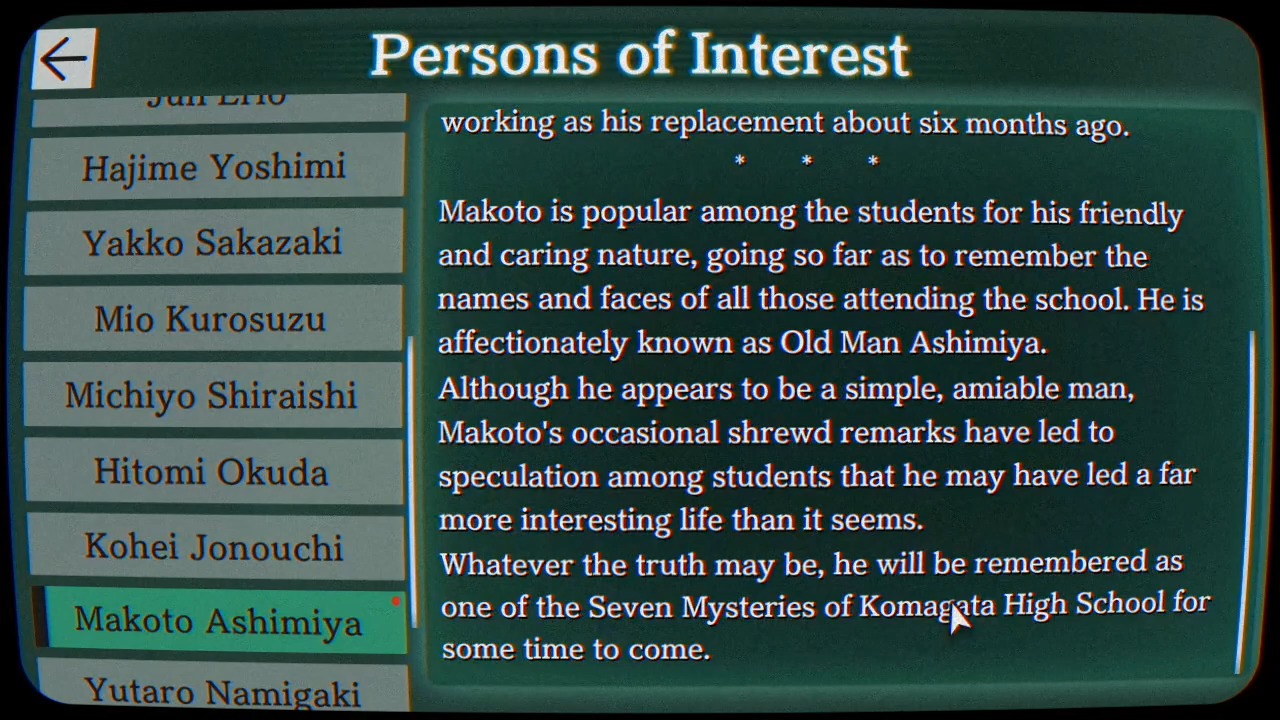 Persons of Interest
Jun Erio
Hajime Yoshimi
Yakko Sakazaki
Mio Kurosuzu
Michiyo Shiraishi
Hitomi Okuda
Kohei Jonouchi
Makoto Ashimiya
Yutaro Namigaki
working as his replacement about six months ago.
* * *
Makoto is popular among the students for his friendly
and caring nature, going so far as to remember the
names and faces of all those attending the school. He is
affectionately known as Old Man Ashimiya.
Although he appears to be a simple, amiable man,
Makoto's occasional shrewd remarks have led to
speculation among students that he may have led a far
more interesting life than it seems.
Whatever the truth may be, he will be remembered as
one of the Seven Mysteries of Komagata High School for
some time to come.